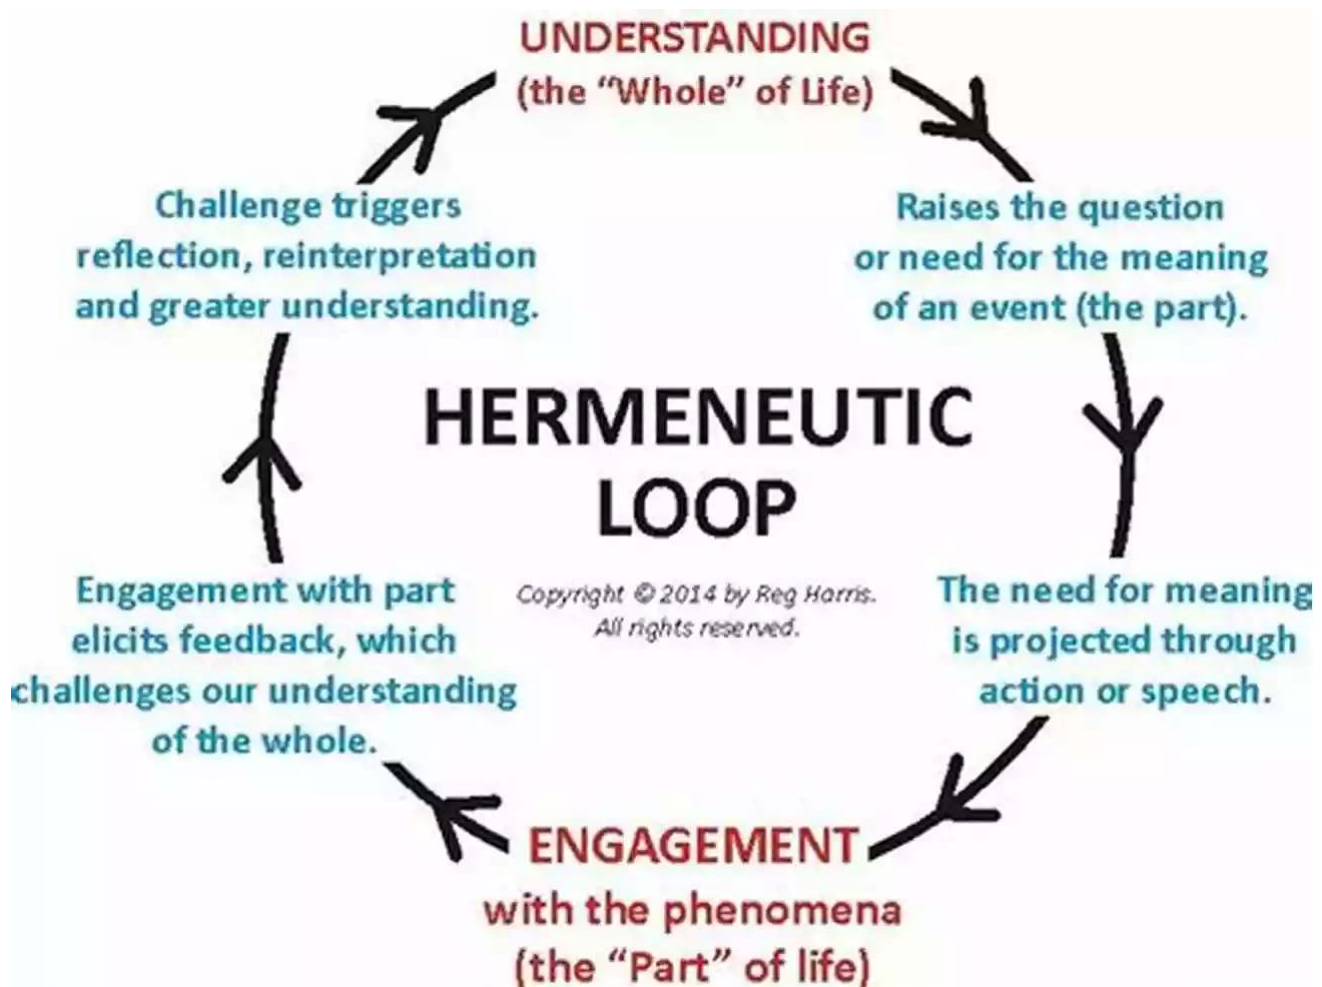 UNDERSTANDING
(the “Whole” of Life)
Raises the question
or need for the meaning
of an event (the part).
The need for meaning
is projected through
action or speech.
ENGAGEMENT
with the phenomena
(the “Part” of life)
Engagement with part
elicits feedback, which
challenges our understanding
of the whole.
Challenge triggers
reflection, reinterpretation
and greater understanding.
HERMENEUTIC
LOOP
Copyright © 2014 by Reg Harris.
All rights reserved.